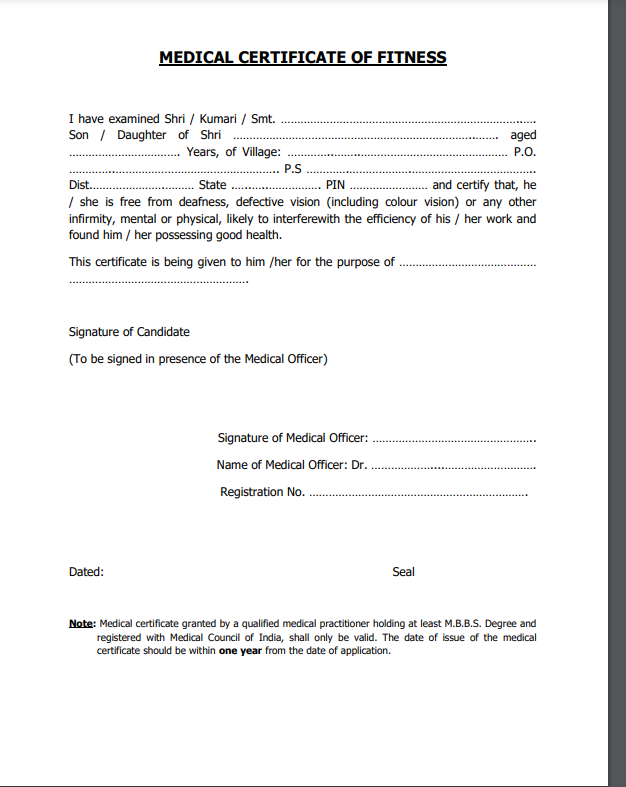 MEDICAL CERTIFICATE OF FITNESS
I have examined Shri / Kumari / Smt. ................................................................................
Son / Daughter of Shri ................................................................................... aged
.................................. Years, of Village: ..................................................................... P.O.
.................................................................. P.S ........................................................................
Dist................................ State ............................ PIN ........................ and certify that, he
/ she is free from deafness, defective vision (including colour vision) or any other
infirmity, mental or physical, likely to interferewith the efficiency of his / her work and
found him / her possessing good health.
This certificate is being given to him /her for the purpose of ..........................................
.......................................................
Signature of Candidate
(To be signed in presence of the Medical Officer)
Signature of Medical Officer: ..................................................
Name of Medical Officer: Dr. ..................................................
Registration No. ...................................................................
Dated: Seal
Note: Medical certificate granted by a qualified medical practitioner holding at least M.B.B.S. Degree and
registered with Medical Council of India, shall only be valid. The date of issue of the medical
certificate should be within one year from the date of application.